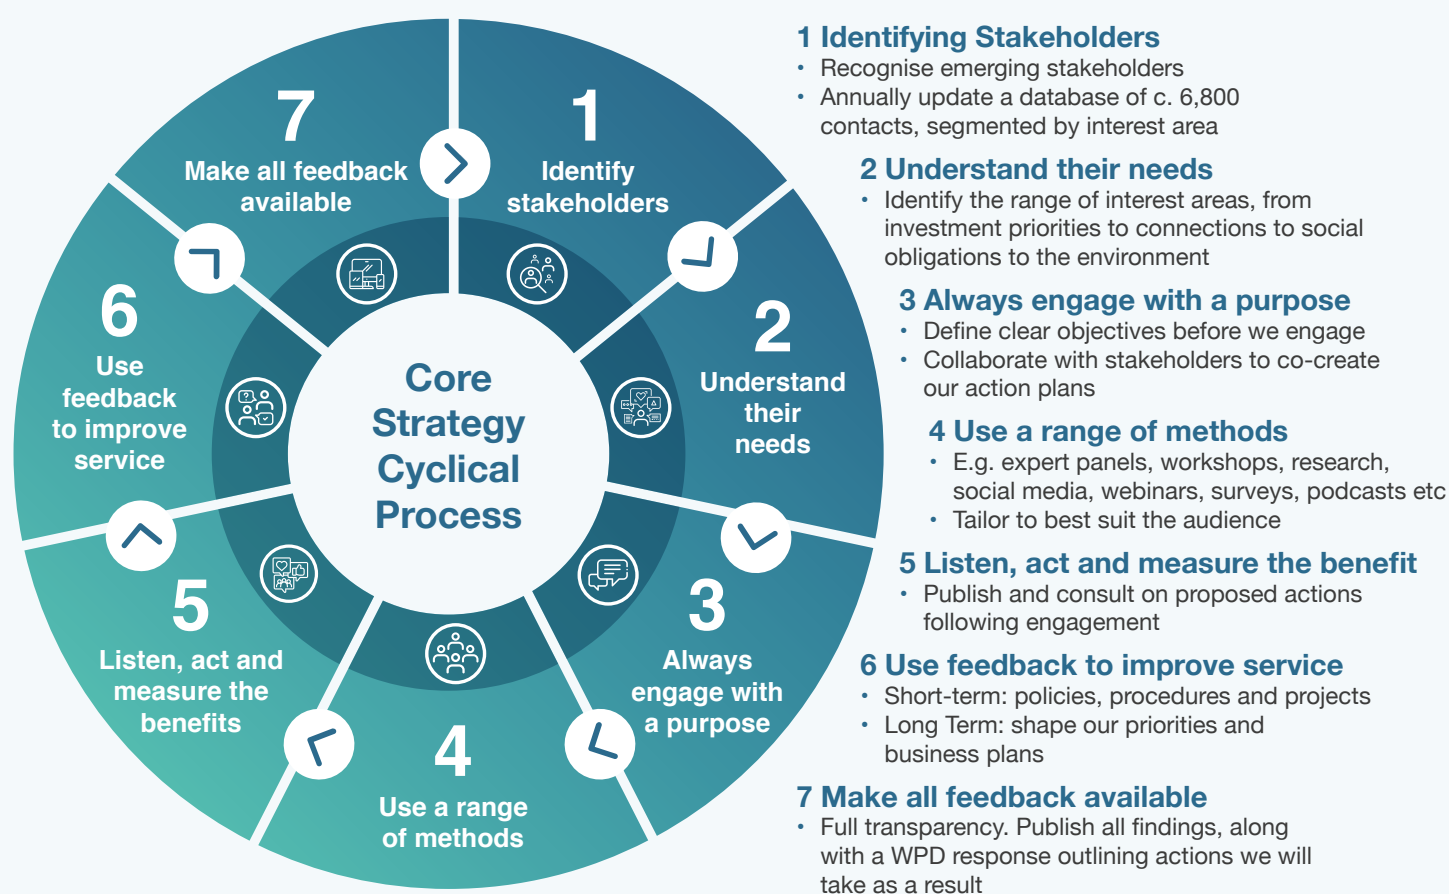 1
Identify
stakeholders
2
Understand
their
needs
3
Always
engage with
a purpose
4
Use a range
of methods
5
Listen, act and
measure the
benefits
6
Use
feedback
to improve
service
7
Make all feedback
available
Core
Strategy
Cyclical
Process
1 Identifying Stakeholders
• Recognise emerging stakeholders
• Annually update a database of c. 6,800
contacts, segmented by interest area
2 Understand their needs
• Identify the range of interest areas, from
investment priorities to connections to social
obligations to the environment
3 Always engage with a purpose
• Define clear objectives before we engage
• Collaborate with stakeholders to co-create
our action plans
4 Use a range of methods
• E.g. expert panels, workshops, research,
social media, webinars, surveys, podcasts etc
• Tailor to best suit the audience
5 Listen, act and measure the benefit
• Publish and consult on proposed actions
following engagement
6 Use feedback to improve service
• Short-term: policies, procedures and projects
• Long Term: shape our priorities and
business plans
7 Make all feedback available
• Full transparency. Publish all findings, along
with a WPD response outlining actions we will
take as a result